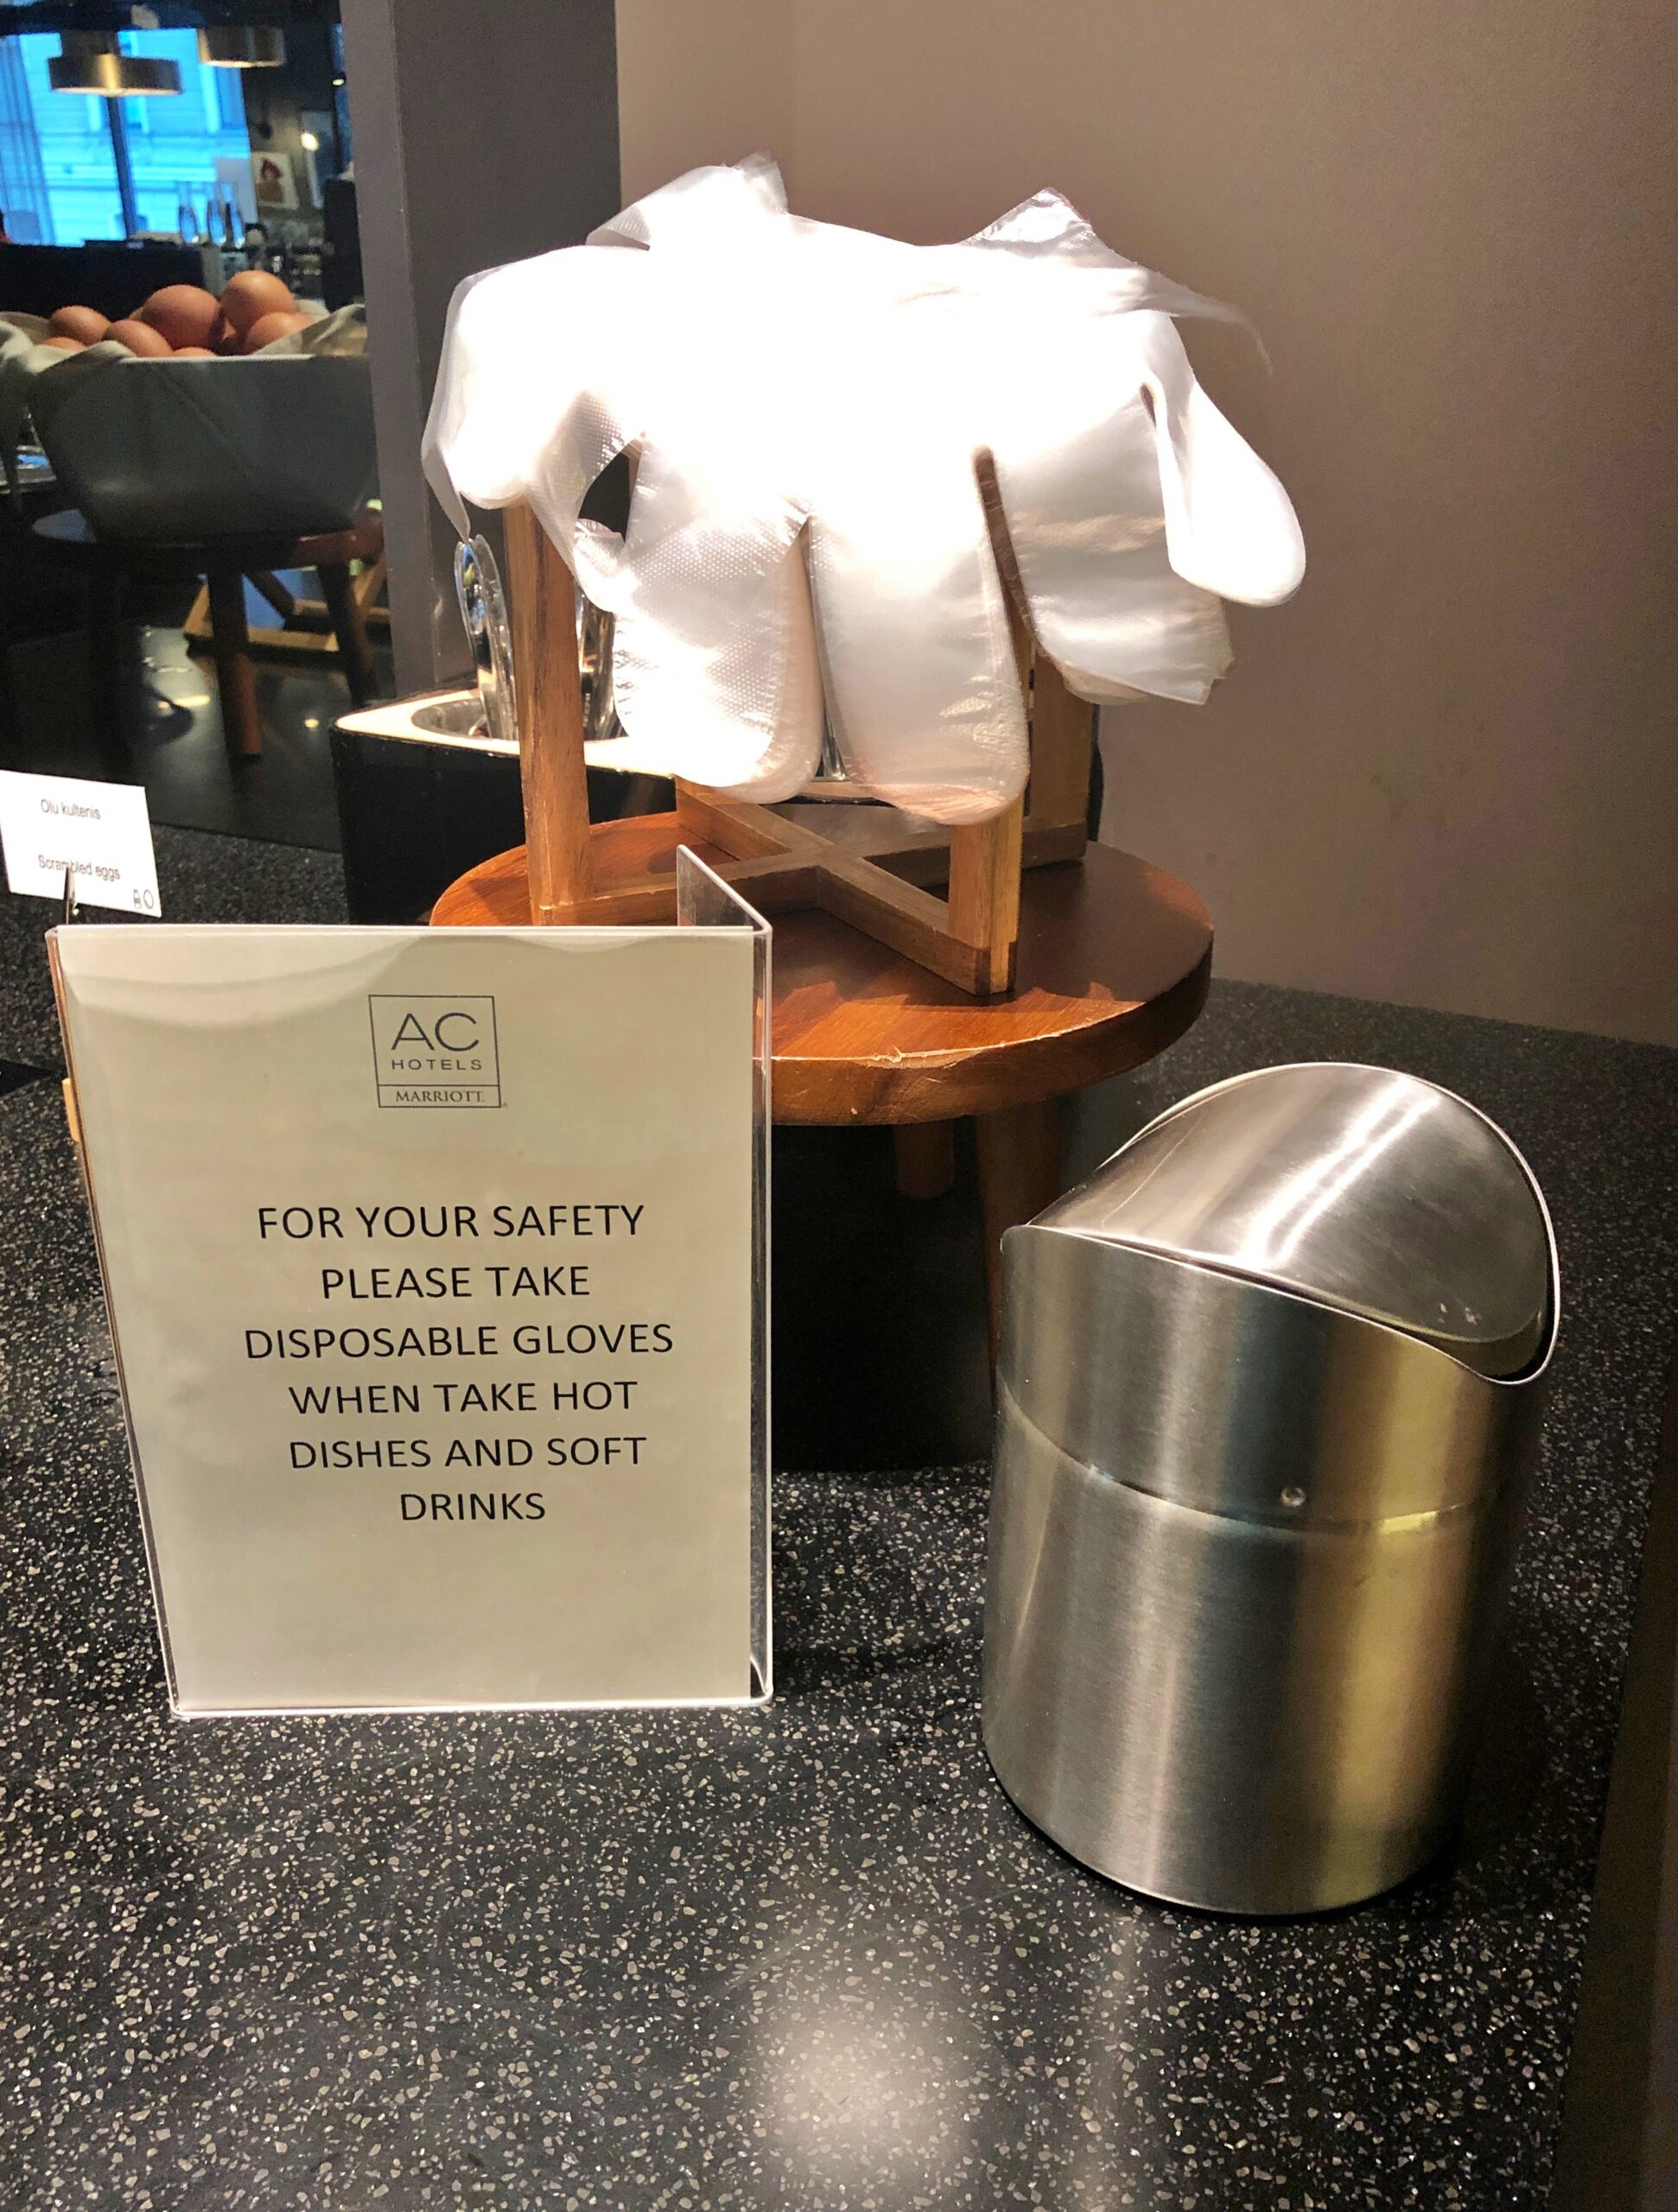 Olu kultenis
Scrambled eggs
AC
HOTELS
MARRIOTT
FOR YOUR SAFETY
PLEASE TAKE
DISPOSABLE GLOVES
WHEN TAKE HOT
DISHES AND SOFT
DRINKS